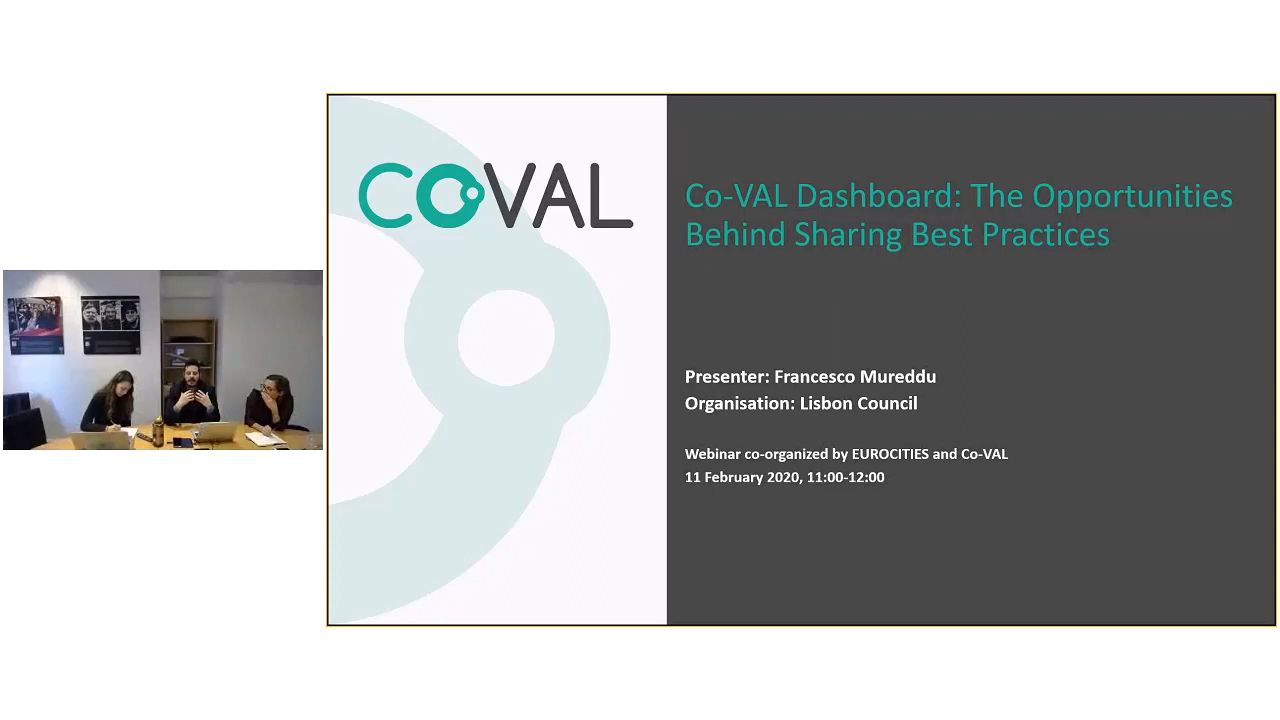 COVAL
Co-VAL Dashboard: The Opportunities
Behind Sharing Best Practices
Presenter: Francesco Mureddu
Organisation: Lisbon Council
Webinar co-organized by EUROCITIES and Co-VAL
11 February 2020, 11:00-12:00